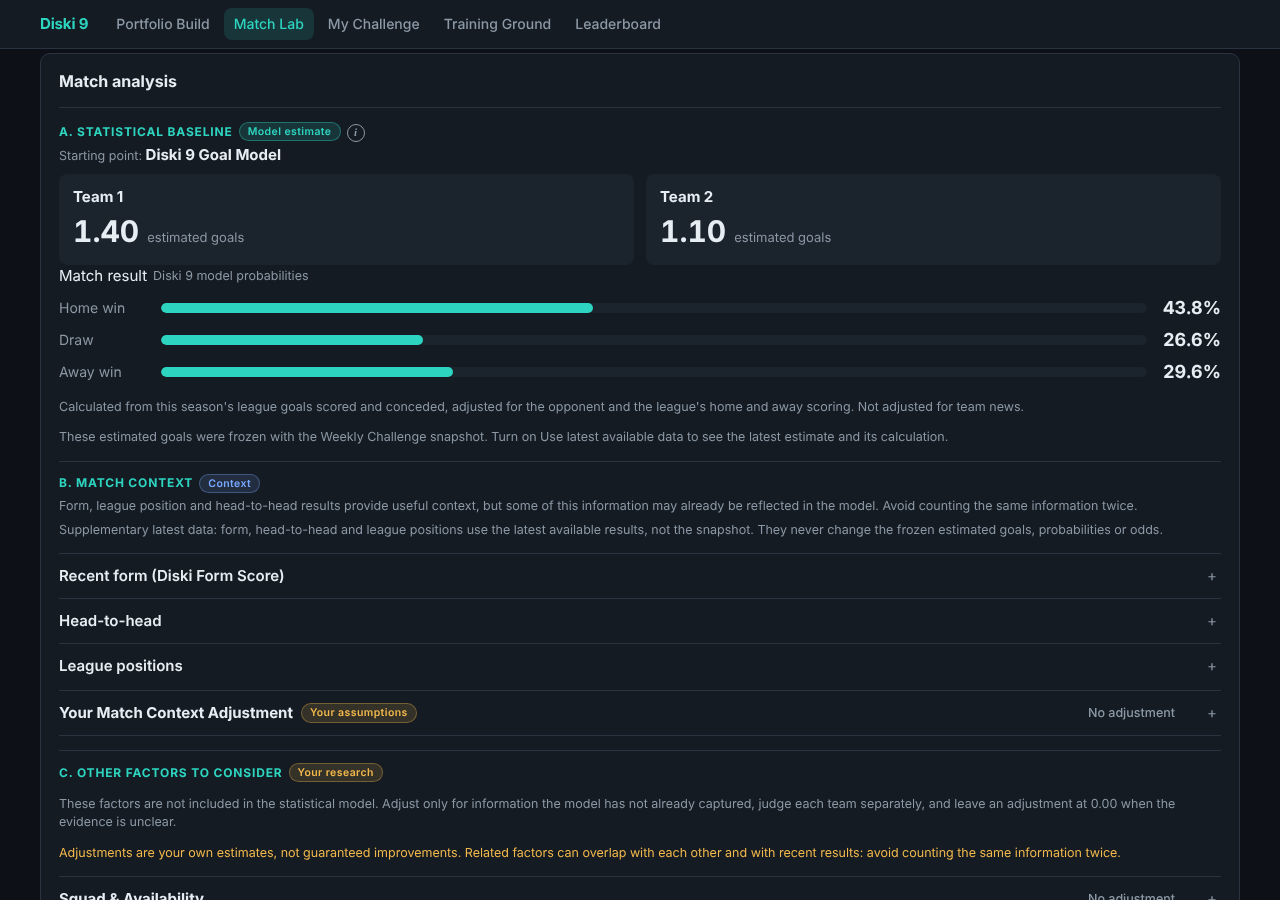 Diski 9 Portfolio Build Match Lab My Challenge Training Ground Leaderboard
Match analysis
A. STATISTICAL BASELINE Model estimate i
Starting point: Diski 9 Goal Model
Team 1
1.40 estimated goals
Team 2
1.10 estimated goals
Match result Diski 9 model probabilities
Home win 43.8%
Draw 26.6%
Away win 29.6%
Calculated from this season's league goals scored and conceded, adjusted for the opponent and the league's home and away scoring. Not adjusted for team news.
These estimated goals were frozen with the Weekly Challenge snapshot. Turn on Use latest available data to see the latest estimate and its calculation.
B. MATCH CONTEXT Context
Form, league position and head-to-head results provide useful context, but some of this information may already be reflected in the model. Avoid counting the same information twice.
Supplementary latest data: form, head-to-head and league positions use the latest available results, not the snapshot. They never change the frozen estimated goals, probabilities or odds.
Recent form (Diski Form Score) +
Head-to-head +
League positions +
Your Match Context Adjustment Your assumptions No adjustment +
C. OTHER FACTORS TO CONSIDER Your research
These factors are not included in the statistical model. Adjust only for information the model has not already captured, judge each team separately, and leave an adjustment at 0.00 when the
evidence is unclear.
Adjustments are your own estimates, not guaranteed improvements. Related factors can overlap with each other and with recent results: avoid counting the same information twice.
Squad & Availability No adjustment +